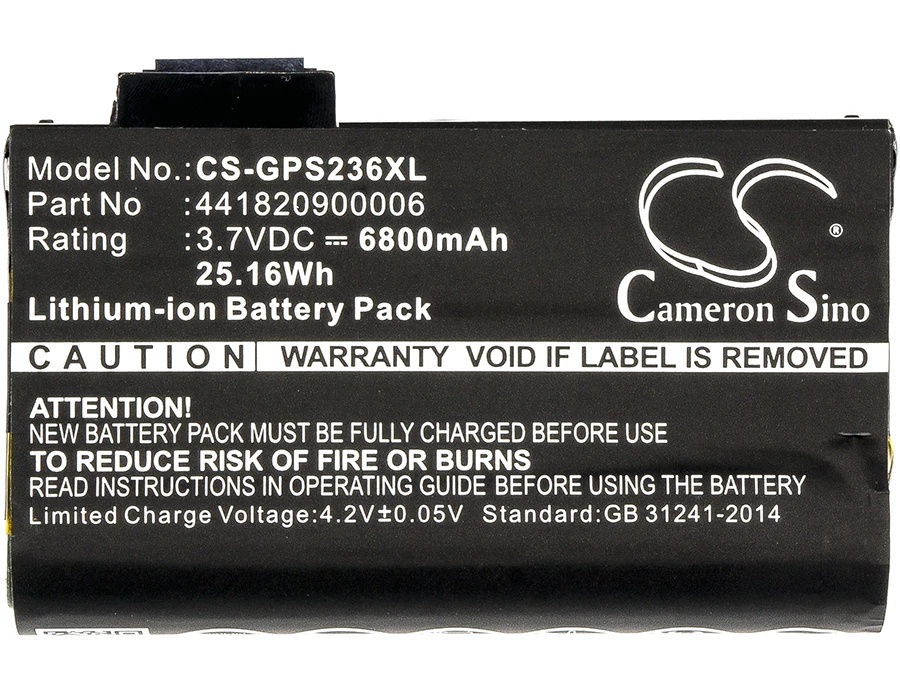 Model No.:CS-GPS236XL
Part No :441820900006
Rating :3.7VDC ⎓ 6800mAh
25.16Wh
Lithium-ion Battery Pack
CS ®
Cameron Sino
CAUTION WARRANTY VOID IF LABEL IS REMOVED
ATTENTION!
NEW BATTERY PACK MUST BE FULLY CHARGED BEFORE USE
TO REDUCE RISK OF FIRE OR BURNS
READ INSTRUCTIONS IN OPERATING GUIDE BEFORE USING THE BATTERY
Limited Charge Voltage:4.2V±0.05V Standard:GB 31241-2014